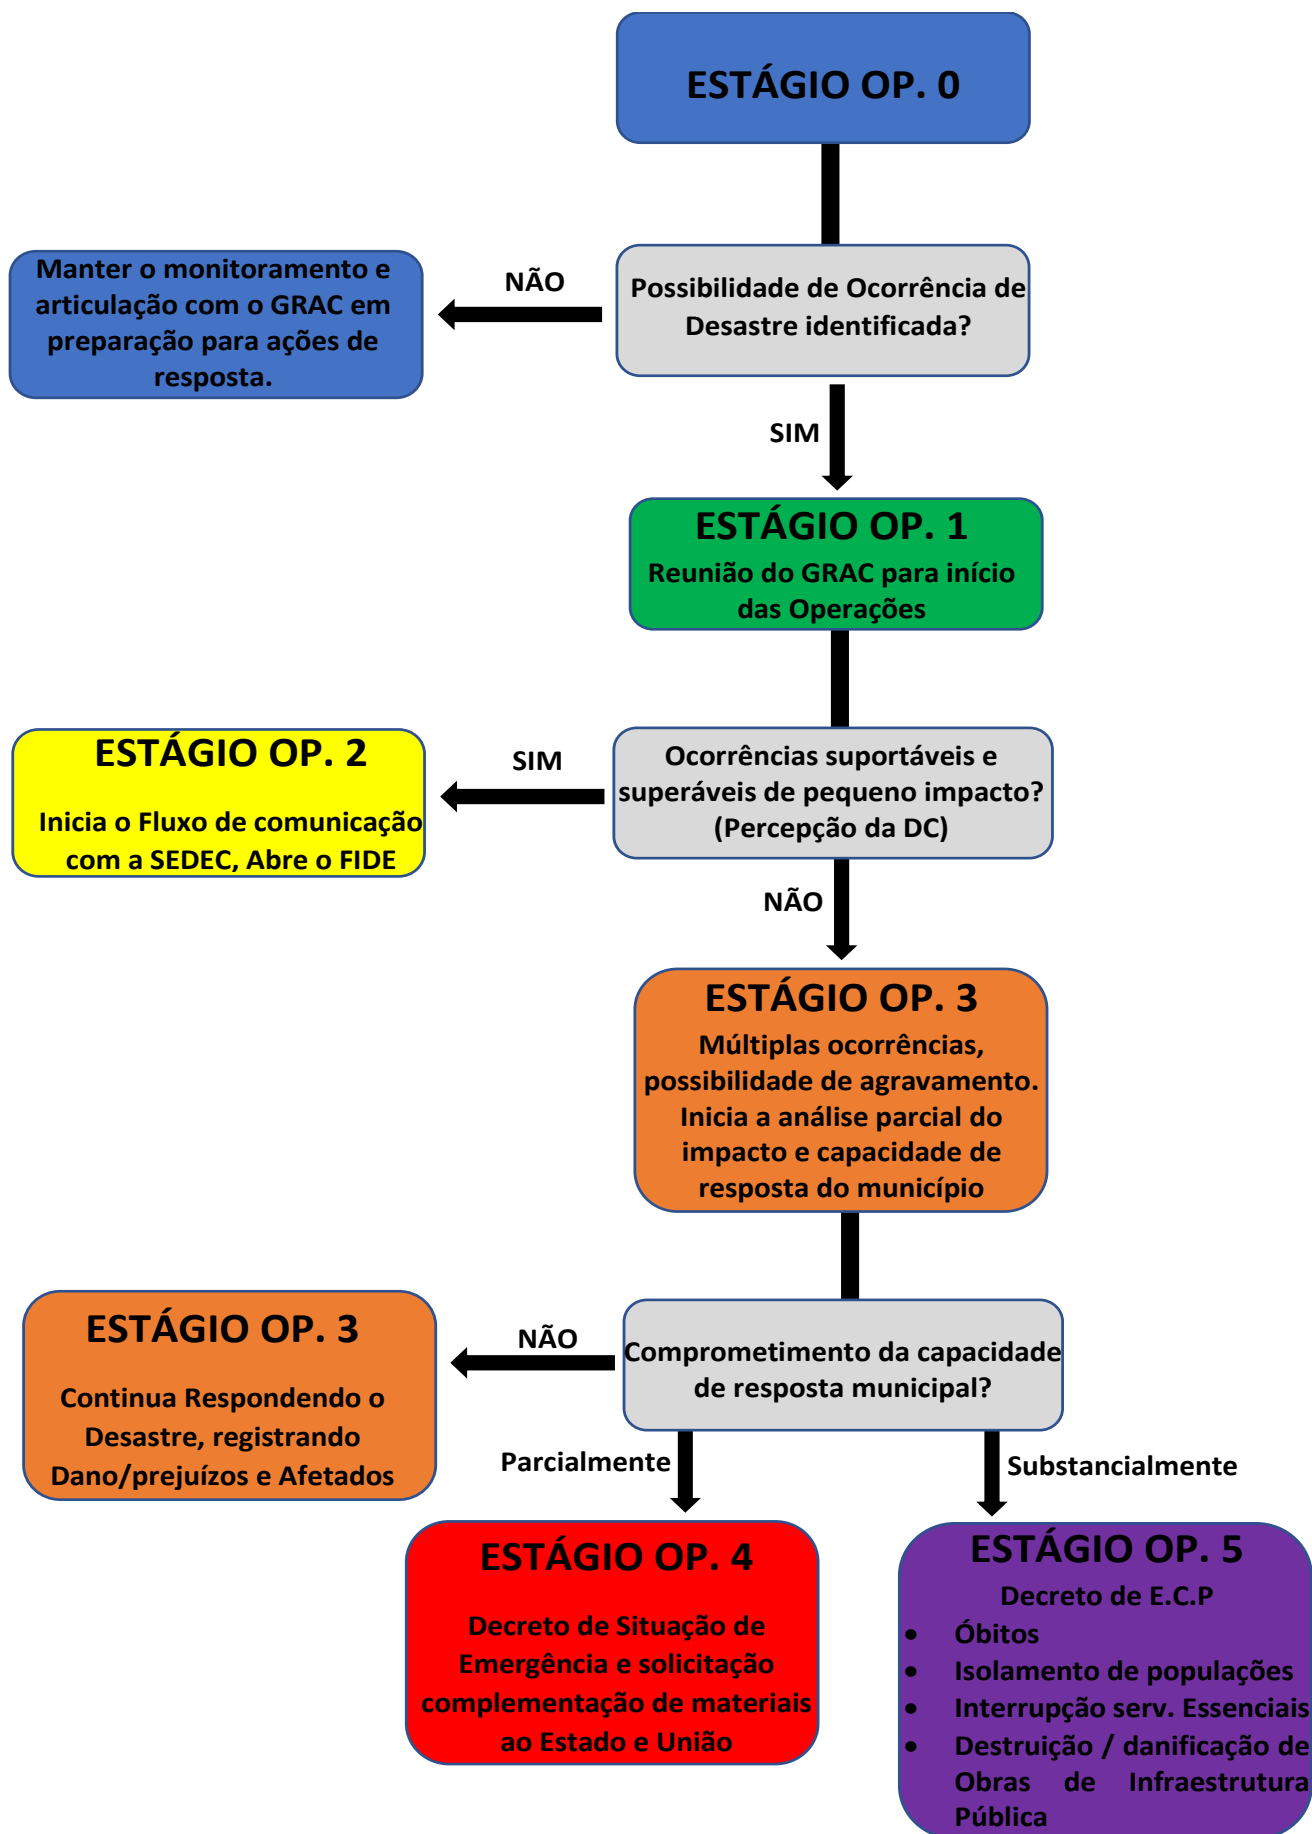 ESTÁGIO OP. 0
Possibilidade de Ocorrência de
Desastre identificada?
NÃO
Manter o monitoramento e
articulação com o GRAC em
preparação para ações de
resposta.
SIM
ESTÁGIO OP. 1
Reunião do GRAC para início
das Operações
Ocorrências suportáveis e
superáveis de pequeno impacto?
(Percepção da DC)
SIM
ESTÁGIO OP. 2
Inicia o Fluxo de comunicação
com a SEDEC, Abre o FIDE
NÃO
ESTÁGIO OP. 3
Múltiplas ocorrências,
possibilidade de agravamento.
Inicia a análise parcial do
impacto e capacidade de
resposta do município
Comprometimento da capacidade
de resposta municipal?
NÃO
ESTÁGIO OP. 3
Continua Respondendo o
Desastre, registrando
Dano/prejuízos e Afetados
Parcialmente
ESTÁGIO OP. 4
Decreto de Situação de
Emergência e solicitação
complementação de materiais
ao Estado e União
Substancialmente
ESTÁGIO OP. 5
Decreto de E.C.P
• Óbitos
• Isolamento de populações
• Interrupção serv. Essenciais
• Destruição / danificação de
Obras de Infraestrutura
Pública